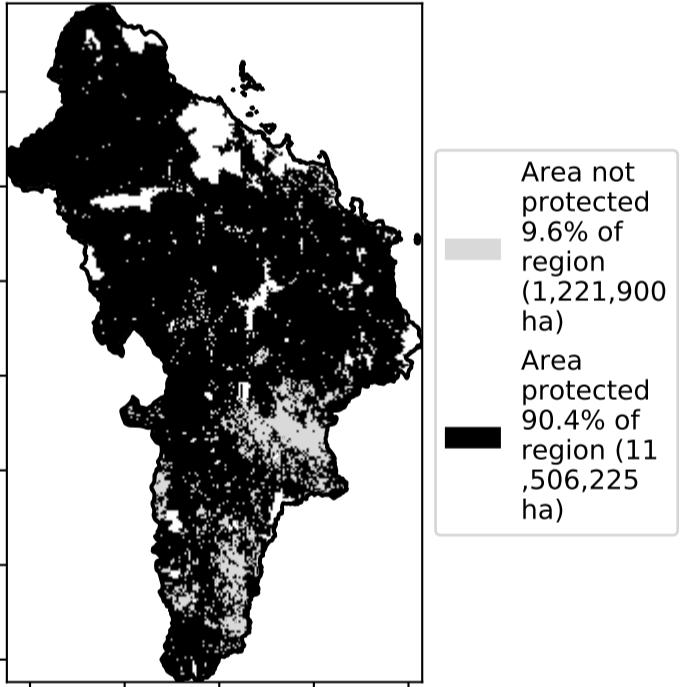 Area not
protected
9.6% of
region
(1,221,900
ha)
Area
protected
90.4% of
region (11
,506,225
ha)